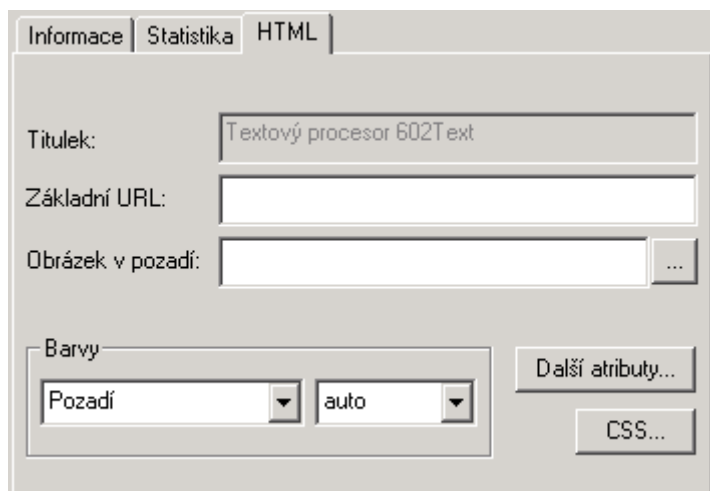 Informace Statistika HTML
Titulek: Textový procesor 602Text
Základní URL:
Obrázek v pozadí: ...
Barvy
Další atributy...
Pozadí auto
CSS...